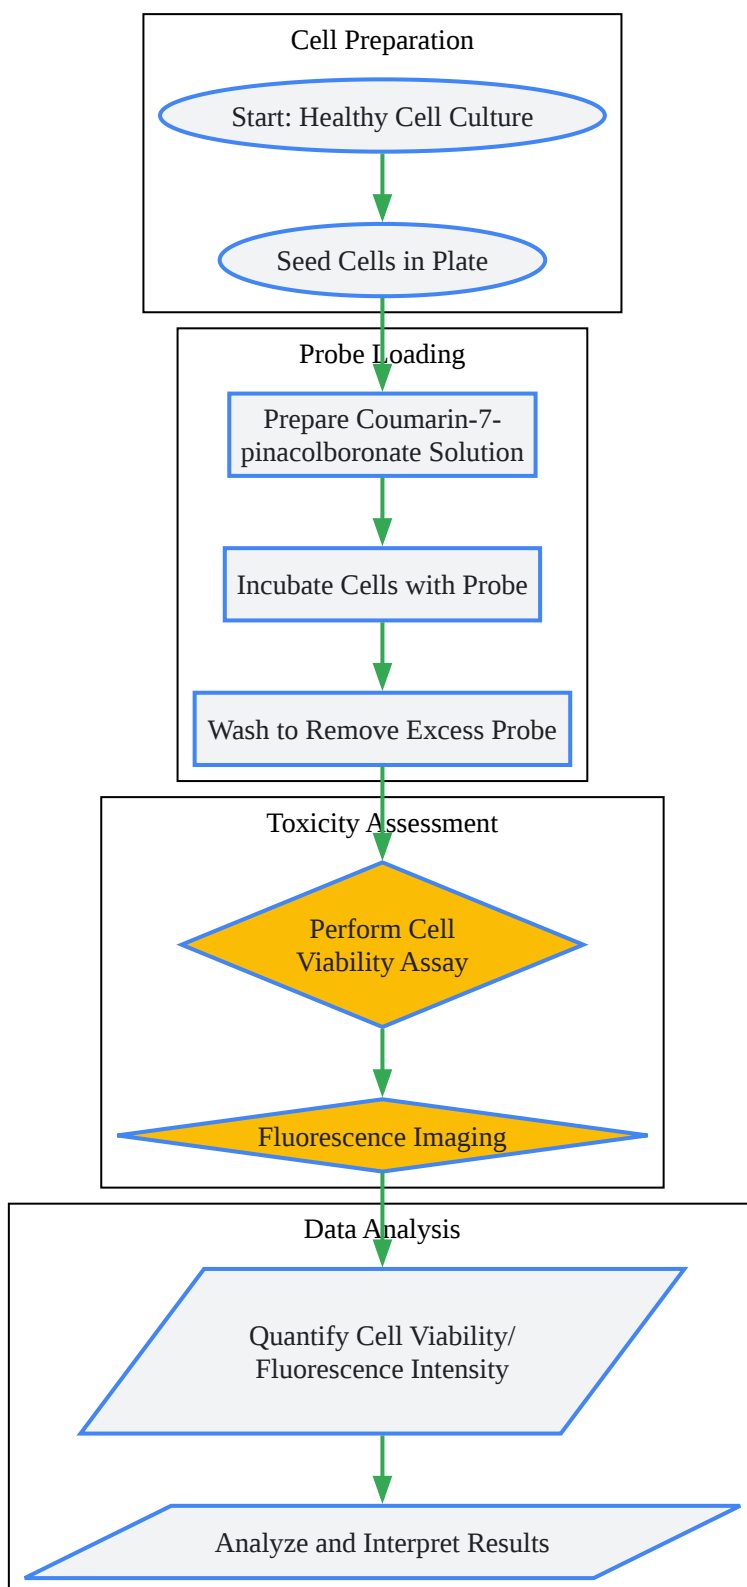 Cell Preparation
Start: Healthy Cell Culture
Seed Cells in Plate
Probe Loading
Prepare Coumarin-7-
pinacolboronate Solution
Incubate Cells with Probe
Wash to Remove Excess Probe
Toxicity Assessment
Perform Cell
Viability Assay
Fluorescence Imaging
Data Analysis
Quantify Cell Viability/
Fluorescence Intensity
Analyze and Interpret Results